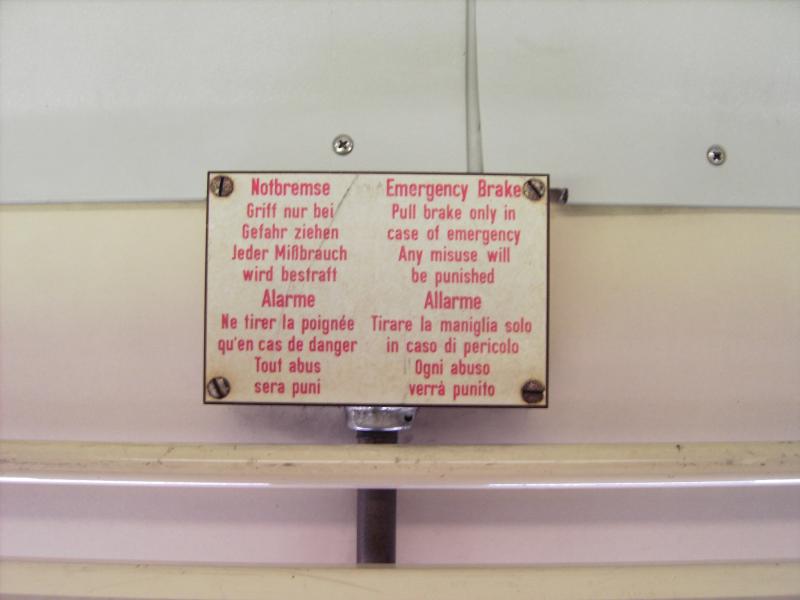 Notbremse
Griff nur bei
Gefahr ziehen
Jeder Mißbrauch
wird bestraft
Emergency Brake
Pull brake only in
case of emergency
Any misuse will
be punished
Alarme
Ne tirer la poignée
qu'en cas de danger
Tout abus
sera puni
Allarme
Tirare la maniglia solo
in caso di pericolo
Ogni abuso
verrà punito